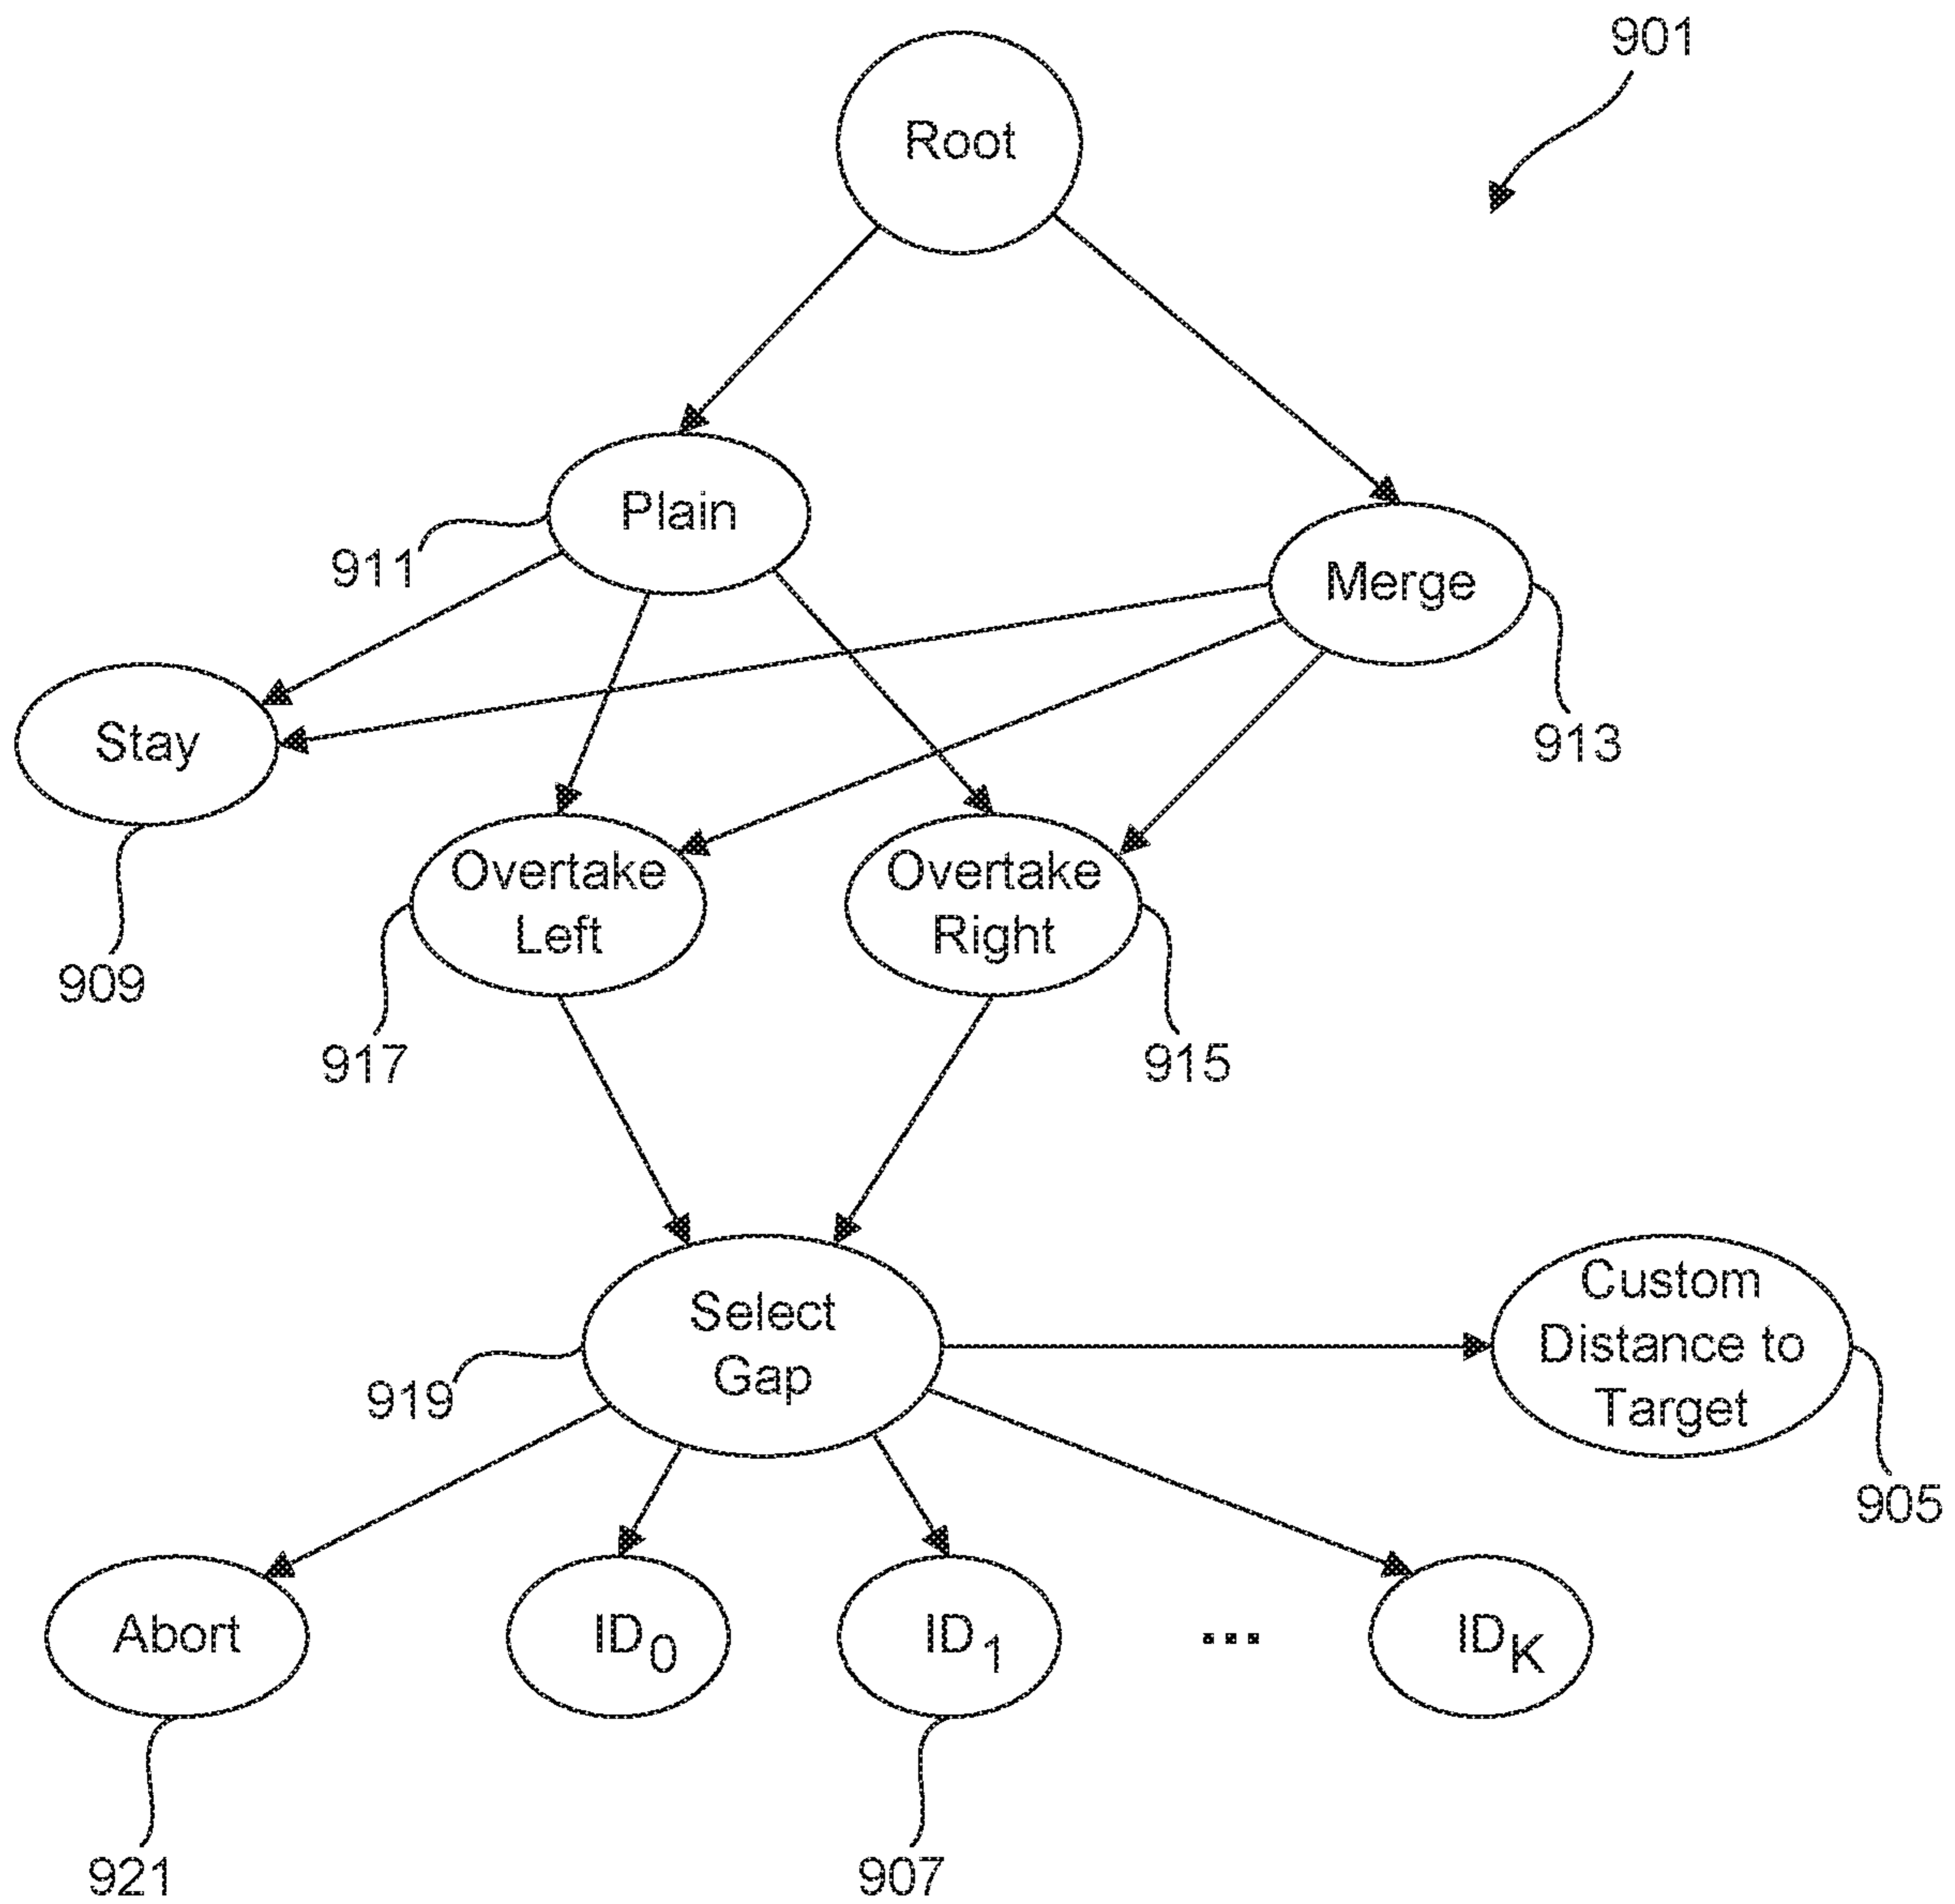 901
Root
Plain
911
Merge
913
Stay
909
Overtake
Left
917
Overtake
Right
915
Select
Gap
919
Custom
Distance to
Target
905
Abort
921
ID0
ID1
907
...
IDK